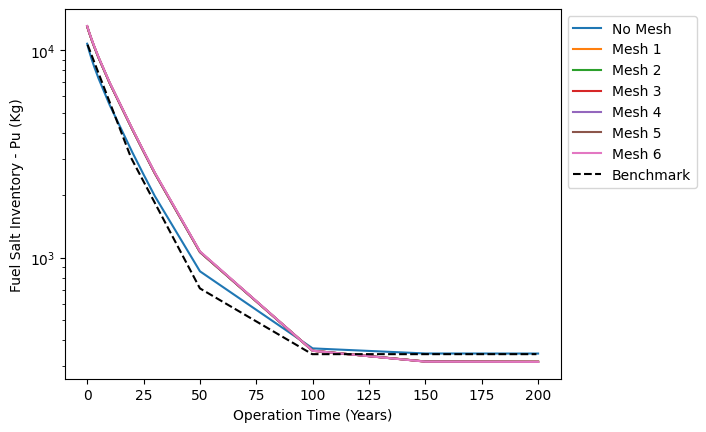 Fuel Salt Inventory - Pu (Kg)
10^4
10^3
0 25 50 75 100 125 150 175 200
Operation Time (Years)
No Mesh
Mesh 1
Mesh 2
Mesh 3
Mesh 4
Mesh 5
Mesh 6
Benchmark